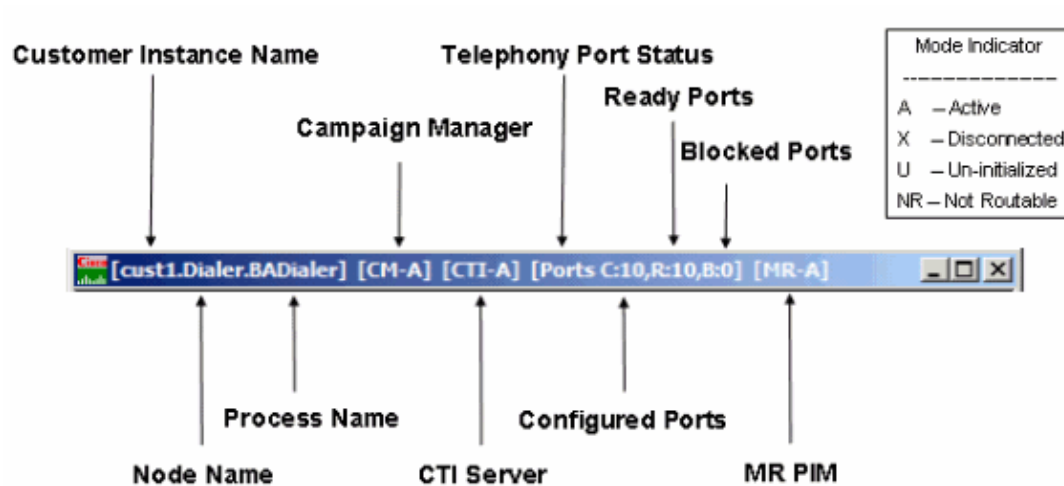 Customer Instance Name
Telephony Port Status
Mode Indicator
-------------
A – Active
X – Disconnected
U – Un-initialized
NR – Not Routable
Ready Ports
Campaign Manager
Blocked Ports
Cisco
[cust1.Dialer.BADialer] [CM-A] [CTI-A] [Ports C:10,R:10,B:0] [MR-A]
Process Name
Configured Ports
Node Name
CTI Server
MR PIM